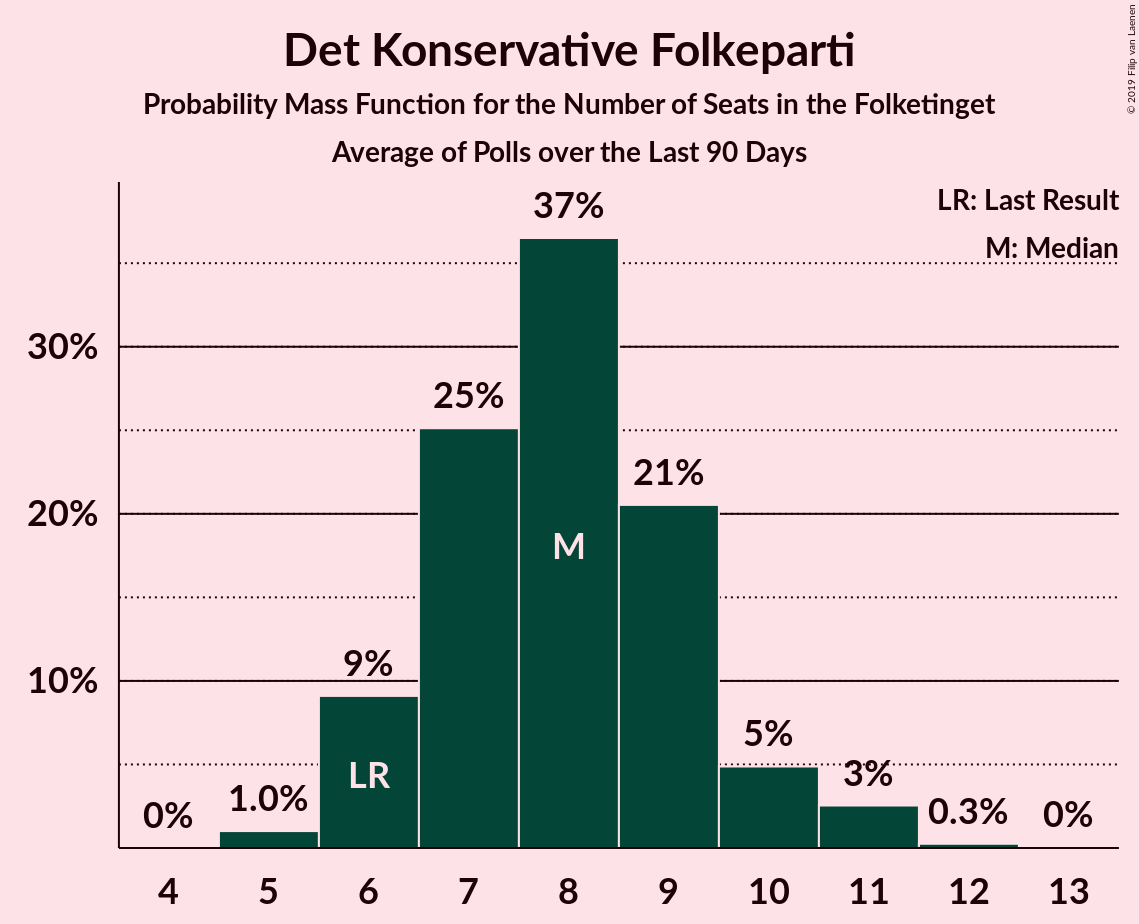 Det Konservative Folkeparti
Probability Mass Function for the Number of Seats in the Folketinget
Average of Polls over the Last 90 Days
© 2019 Filip van Laenen
LR: Last Result
M: Median
37%
30%
25%
21%
20%
M
9%
10%
LR
5%
3%
0%
1.0%
0.3%
0%
4 5 6 7 8 9 10 11 12 13